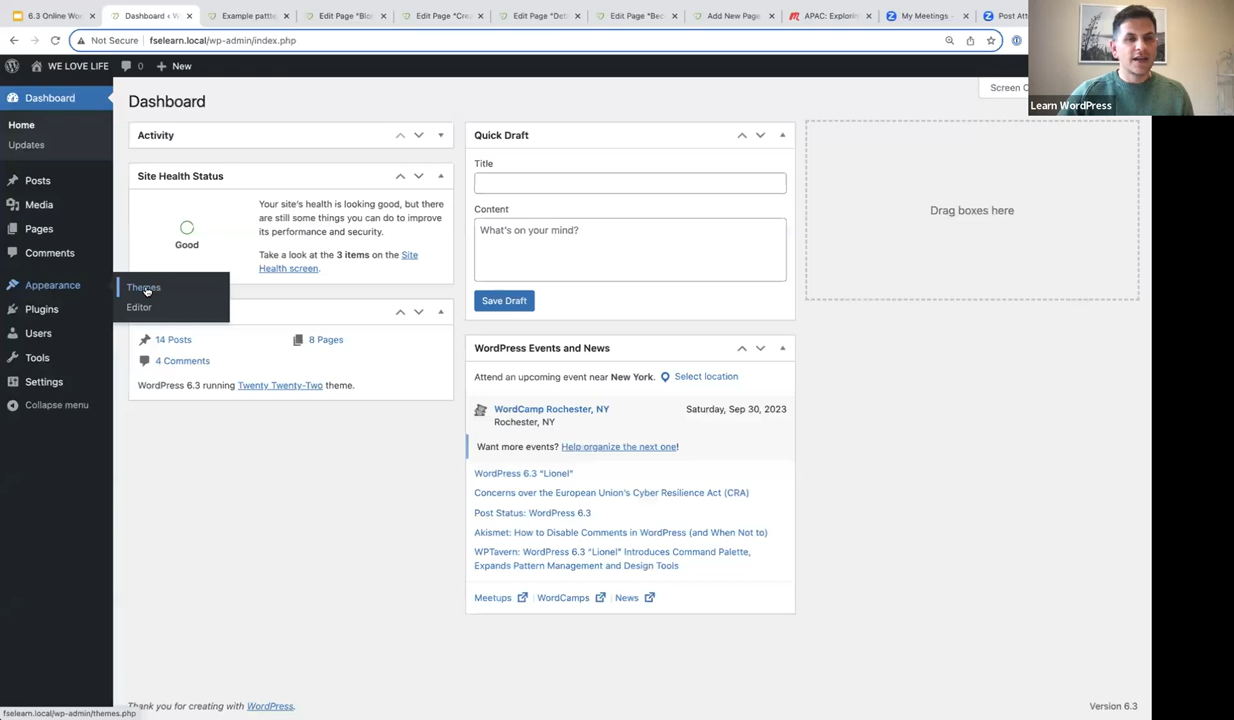 6.3 Online Wor
Dashboard ‹ W
Example patte
Edit Page "Blo
Edit Page "Cre
Edit Page "Det
Edit Page "Bec
Add New Page
APAC: Explorin
My Meetings -
Post Att
Not Secure
fselearn.local/wp-admin/index.php
WE LOVE LIFE
0
New
Learn WordPress
Screen O
Dashboard
Home
Updates
Posts
Media
Pages
Comments
Appearance
Themes
Editor
Plugins
Users
Tools
Settings
Collapse menu
Dashboard
Activity
Site Health Status
Good
Your site's health is looking good, but there
are still some things you can do to improve
its performance and security.
Take a look at the 3 items on the Site
Health screen.
14 Posts
8 Pages
4 Comments
WordPress 6.3 running Twenty Twenty-Two theme.
Quick Draft
Title
Content
What's on your mind?
Save Draft
WordPress Events and News
Attend an upcoming event near New York.
Select location
WordCamp Rochester, NY
Saturday, Sep 30, 2023
Rochester, NY
Want more events? Help organize the next one!
WordPress 6.3 "Lionel"
Concerns over the European Union's Cyber Resilience Act (CRA)
Post Status: WordPress 6.3
Akismet: How to Disable Comments in WordPress (and When Not to)
WPTavern: WordPress 6.3 "Lionel" Introduces Command Palette,
Expands Pattern Management and Design Tools
Meetups
WordCamps
News
Drag boxes here
Thank you for creating with WordPress.
Version 6.3
fselearn.local/wp-admin/themes.php